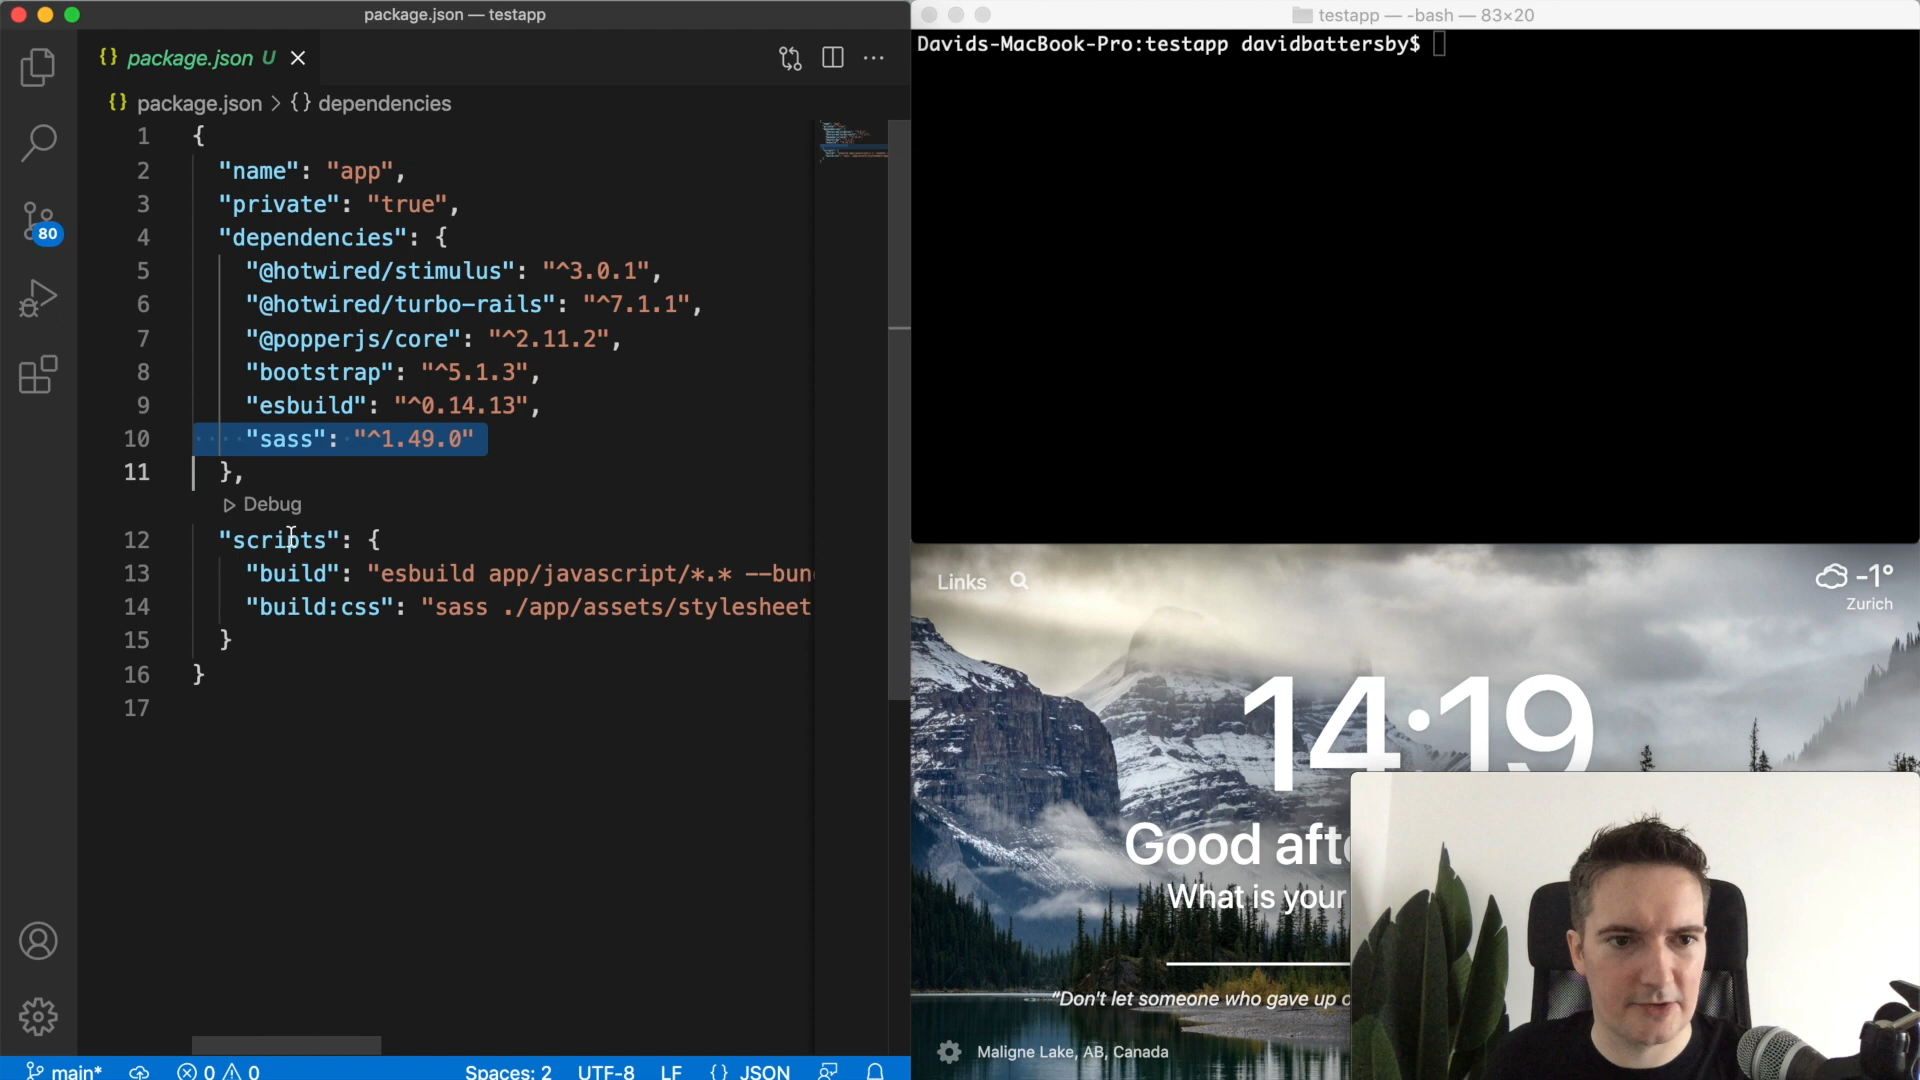 package.json — testapp
{} package.json U
{} package.json > {} dependencies
1 {
2 "name": "app",
3 "private": "true",
4 "dependencies": {
5 "@hotwired/stimulus": "^3.0.1",
6 "@hotwired/turbo-rails": "^7.1.1",
7 "@popperjs/core": "^2.11.2",
8 "bootstrap": "^5.1.3",
9 "esbuild": "^0.14.13",
10 "sass": "^1.49.0"
11 },
Debug
12 "scripts": {
13 "build": "esbuild app/javascript/*.* --bun
14 "build:css": "sass ./app/assets/stylesheet
15 }
16 }
17
80
main* 0 0 Spaces: 2 UTF-8 LF {} JSON
testapp — -bash — 83×20
Davids-MacBook-Pro:testapp davidbattersby$
Links
-1°
Zurich
14:19
Good afte
What is your
“Don't let someone who gave up o
Maligne Lake, AB, Canada